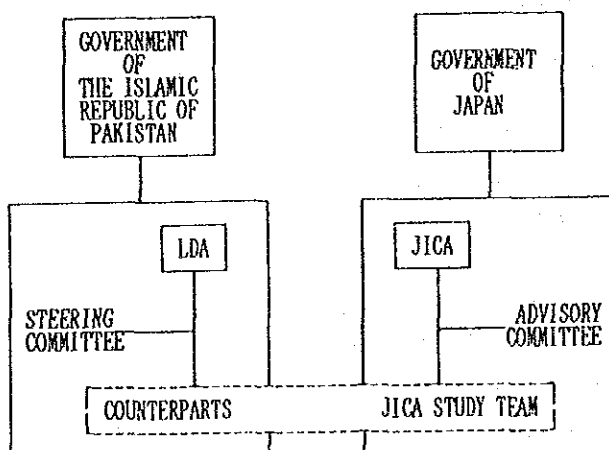 GOVERNMENT
OF
THE ISLAMIC
REPUBLIC OF
PAKISTAN
GOVERNMENT
OF
JAPAN
LDA
JICA
STEERING
COMMITTEE
ADVISORY
COMMITTEE
COUNTERPARTS
JICA STUDY TEAM